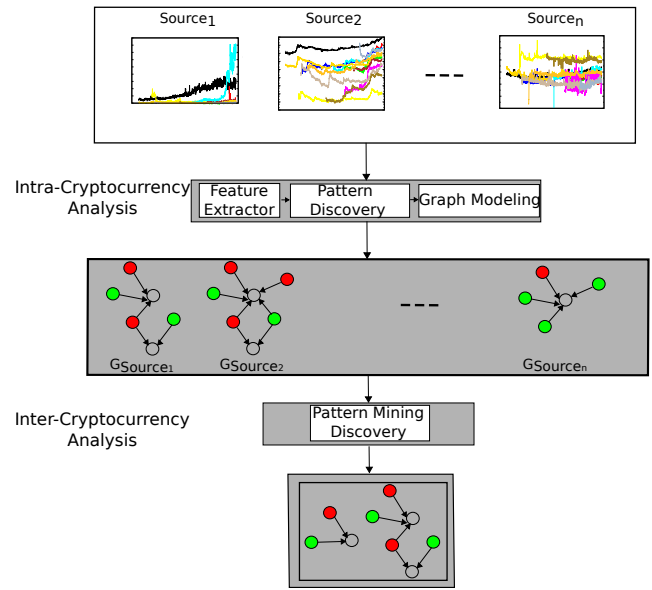 Source1
Source2
Sourcen
Intra-Cryptocurrency
Analysis
Feature
Extractor
Pattern
Discovery
Graph Modeling
GSource1
GSource2
GSourcen
Inter-Cryptocurrency
Analysis
Pattern Mining
Discovery